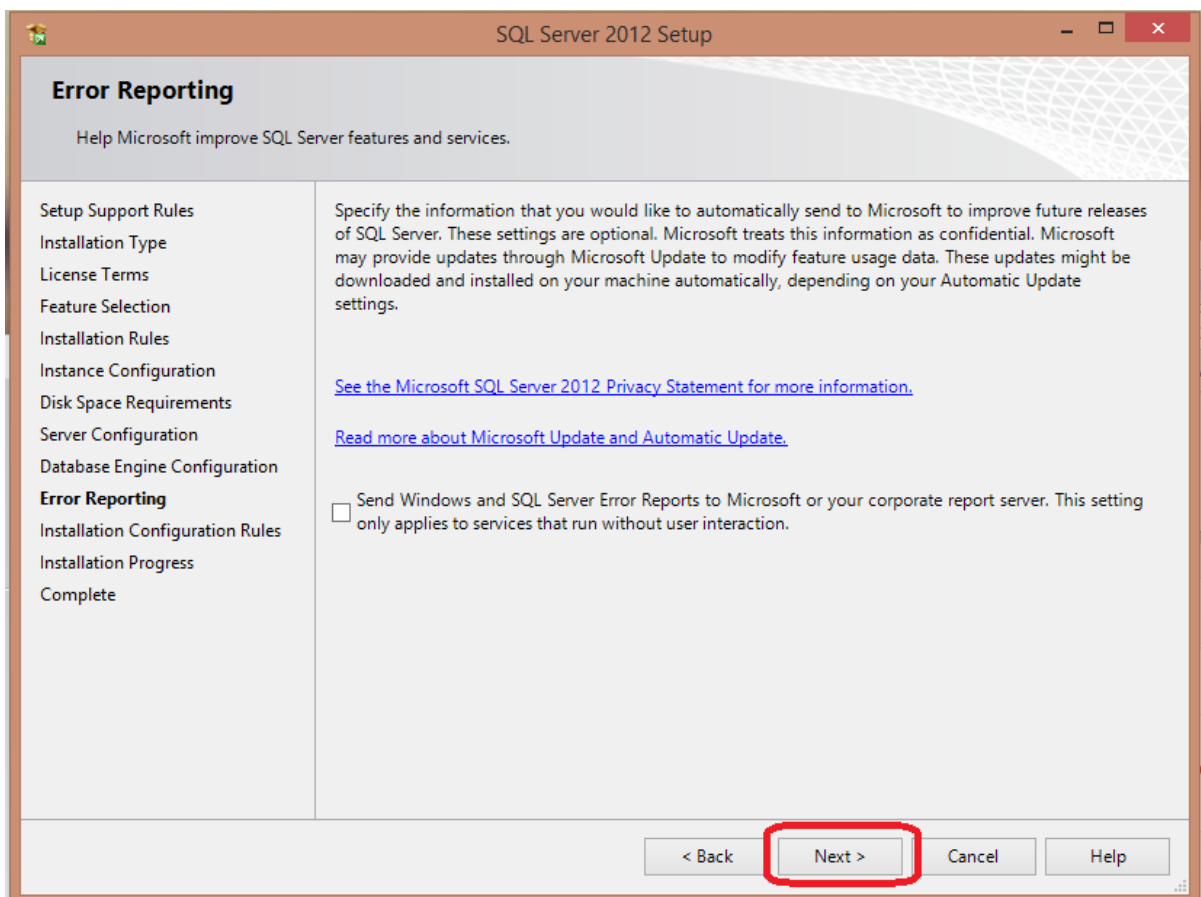 SQL Server 2012 Setup
Error Reporting
Help Microsoft improve SQL Server features and services.
Setup Support Rules
Installation Type
License Terms
Feature Selection
Installation Rules
Instance Configuration
Disk Space Requirements
Server Configuration
Database Engine Configuration
Error Reporting
Installation Configuration Rules
Installation Progress
Complete
Specify the information that you would like to automatically send to Microsoft to improve future releases
of SQL Server. These settings are optional. Microsoft treats this information as confidential. Microsoft
may provide updates through Microsoft Update to modify feature usage data. These updates might be
downloaded and installed on your machine automatically, depending on your Automatic Update
settings.
See the Microsoft SQL Server 2012 Privacy Statement for more information.
Read more about Microsoft Update and Automatic Update.
Send Windows and SQL Server Error Reports to Microsoft or your corporate report server. This setting
only applies to services that run without user interaction.
< Back
Next >
Cancel
Help